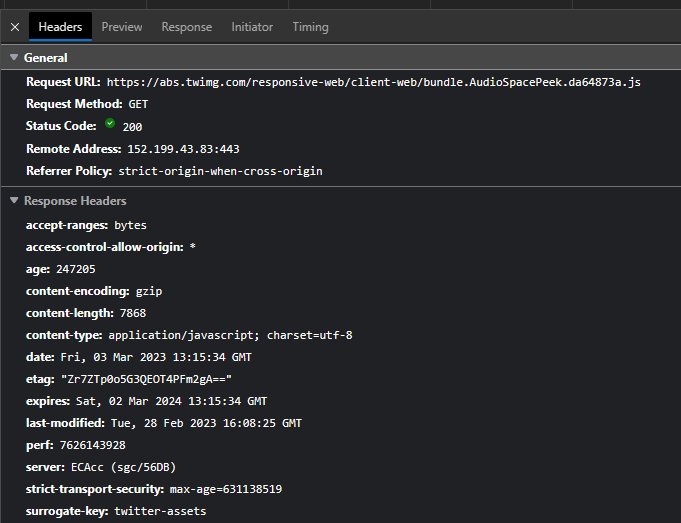 Headers Preview Response Initiator Timing
General
Request URL: https://abs.twimg.com/responsive-web/client-web/bundle.AudioSpacePeek.da64873a.js
Request Method: GET
Status Code: 200
Remote Address: 152.199.43.83:443
Referrer Policy: strict-origin-when-cross-origin
Response Headers
accept-ranges: bytes
access-control-allow-origin: *
age: 247205
content-encoding: gzip
content-length: 7868
content-type: application/javascript; charset=utf-8
date: Fri, 03 Mar 2023 13:15:34 GMT
etag: "Zr7ZTp0o5G3QEOT4PFm2gA=="
expires: Sat, 02 Mar 2024 13:15:34 GMT
last-modified: Tue, 28 Feb 2023 16:08:25 GMT
perf: 7626143928
server: ECAcc (sgc/56DB)
strict-transport-security: max-age=631138519
surrogate-key: twitter-assets